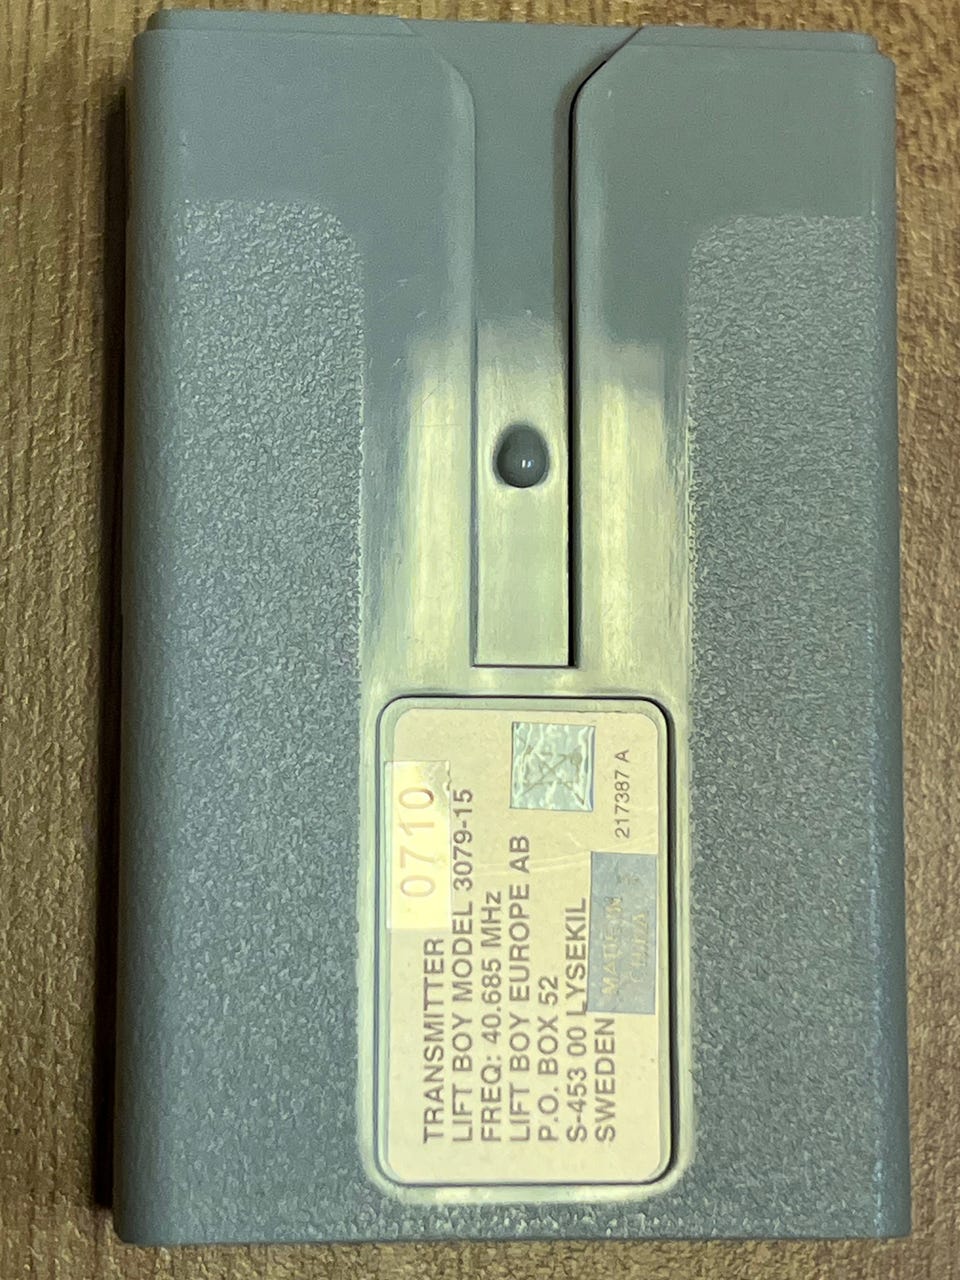 0710
TRANSMITTER
LIFT BOY MODEL 3079-15
FREQ: 40.685 MHz
LIFT BOY EUROPE AB
P.O. BOX 52
S-453 00 LYSEKIL
SWEDEN
MADE IN
CHINA
217387 A